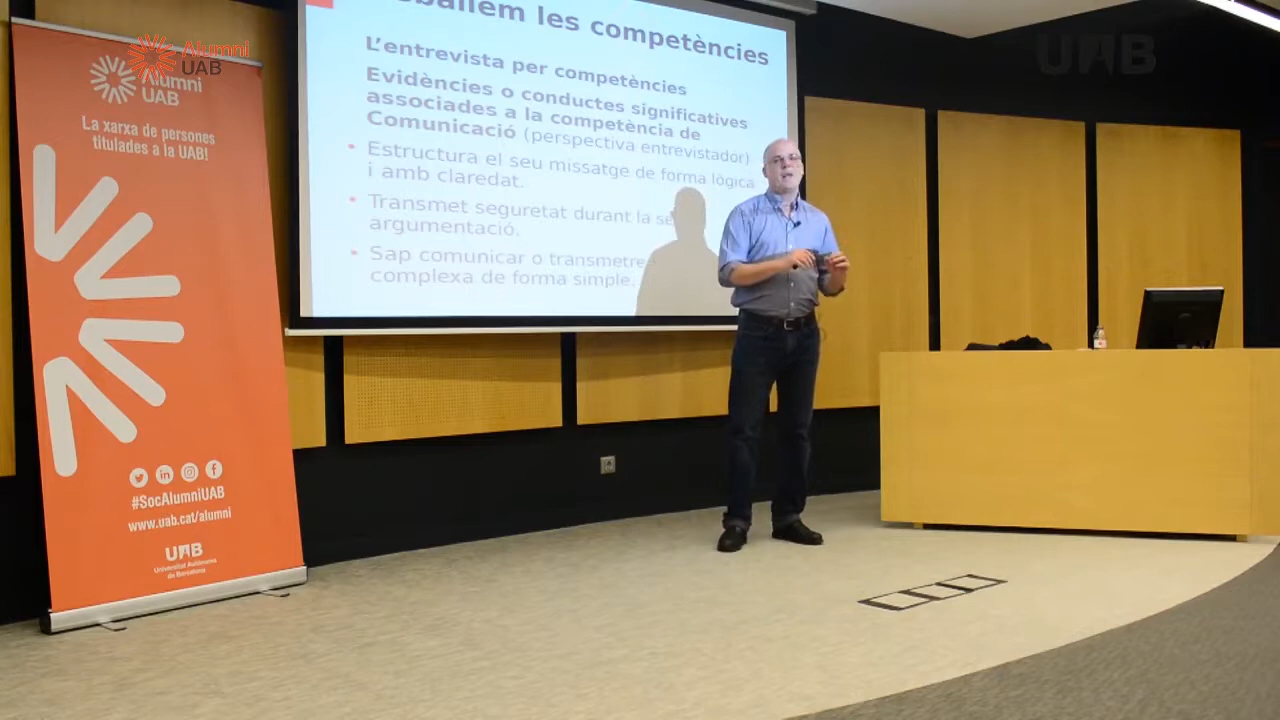 Alumni
UAB
Alumni
UAB
La xarxa de persones
titulades a la UAB!
#SocAlumniUAB
www.uab.cat/alumni
UAB
Universitat Autònoma
de Barcelona
les competències
L’entrevista per competències
Evidències o conductes significatives
associades a la competència de
Comunicació (perspectiva entrevistador)
• Estructura el seu missatge de forma lògica
i amb claredat.
• Transmet seguretat durant la
argumentació.
• Sap comunicar o transmetre
complexa de forma simple.
UAB